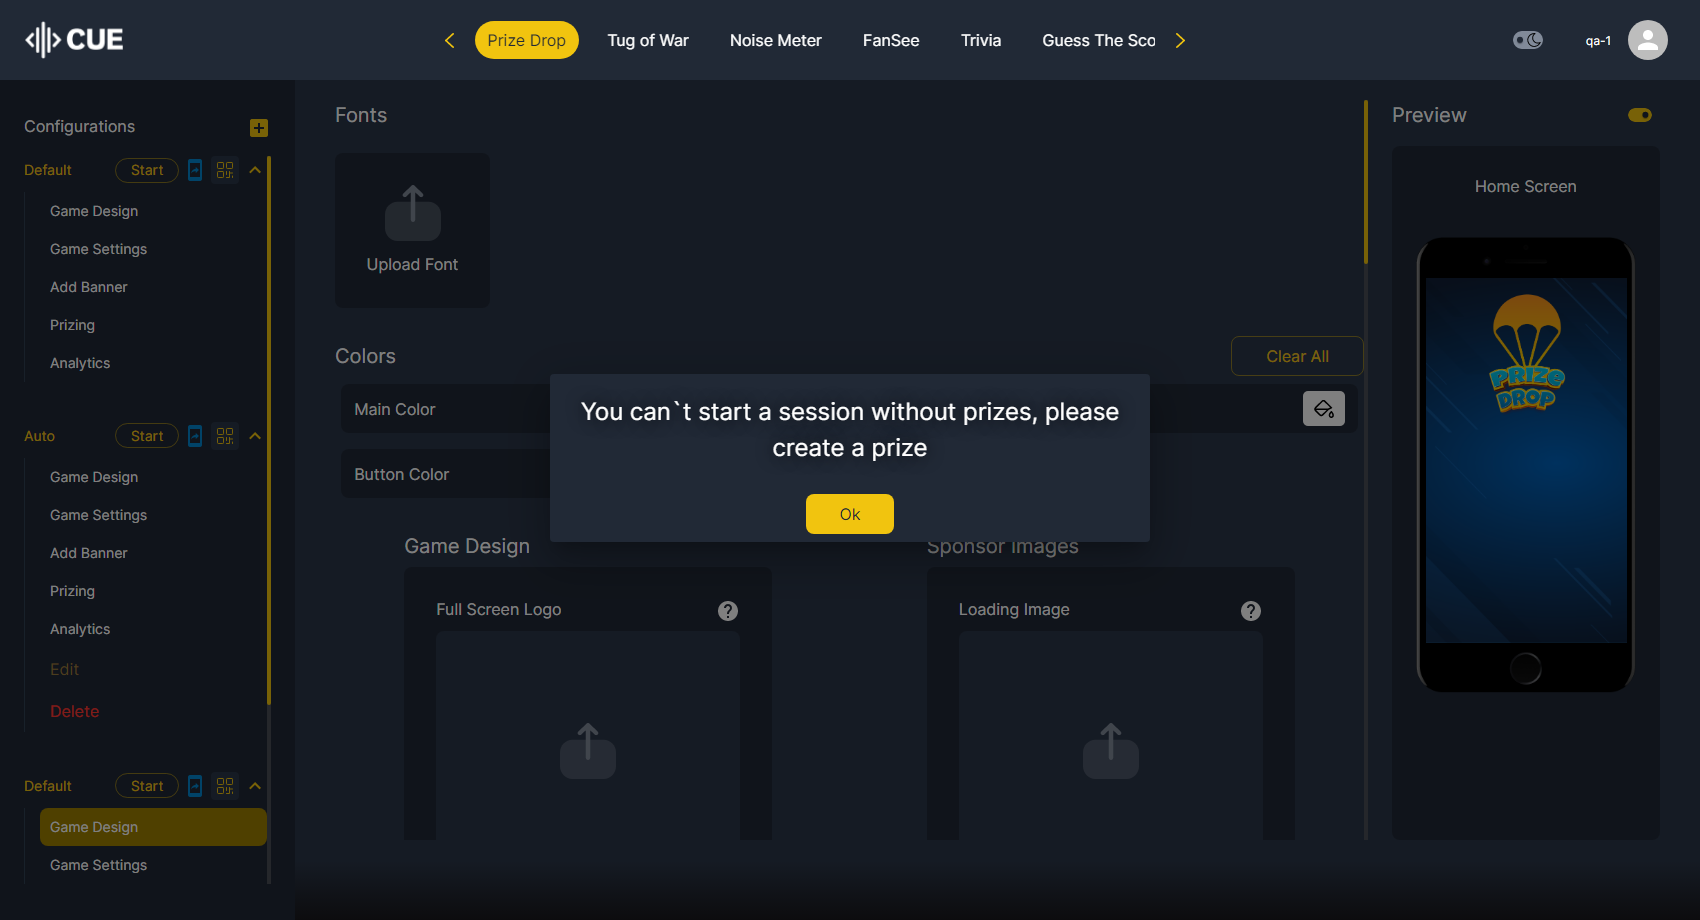 CUE
Prize Drop
Tug of War
Noise Meter
FanSee
Trivia
Guess The Sco
qa-1
Configurations
Default
Start
Game Design
Game Settings
Add Banner
Prizing
Analytics
Auto
Start
Game Design
Game Settings
Add Banner
Prizing
Analytics
Edit
Delete
Default
Start
Game Design
Game Settings
Fonts
Upload Font
Colors
Clear All
Main Color
Button Color
You can`t start a session without prizes, please
create a prize
Ok
Game Design
Full Screen Logo
?
Sponsor Images
Loading Image
?
Preview
Home Screen
PRIZE
DROP